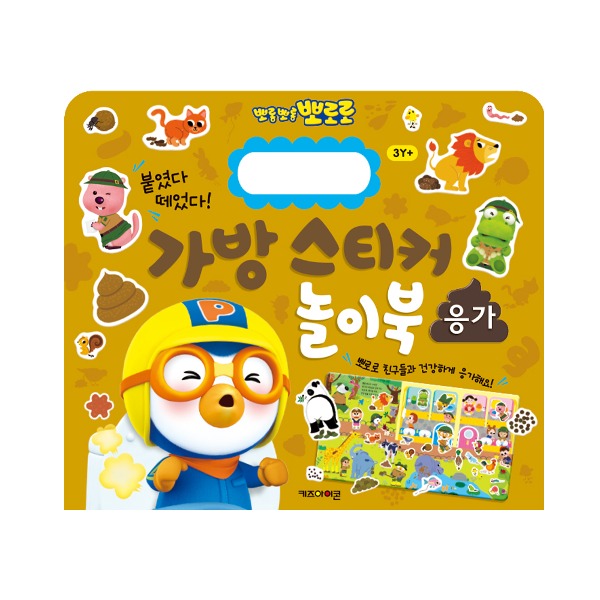 뽀롱뽀롱 뽀로로
3Y+
붙였다
떼었다!
가방 스티커
놀이북
응가
뽀로로 친구들과 건강하게 응가해요!
P
키즈아이콘